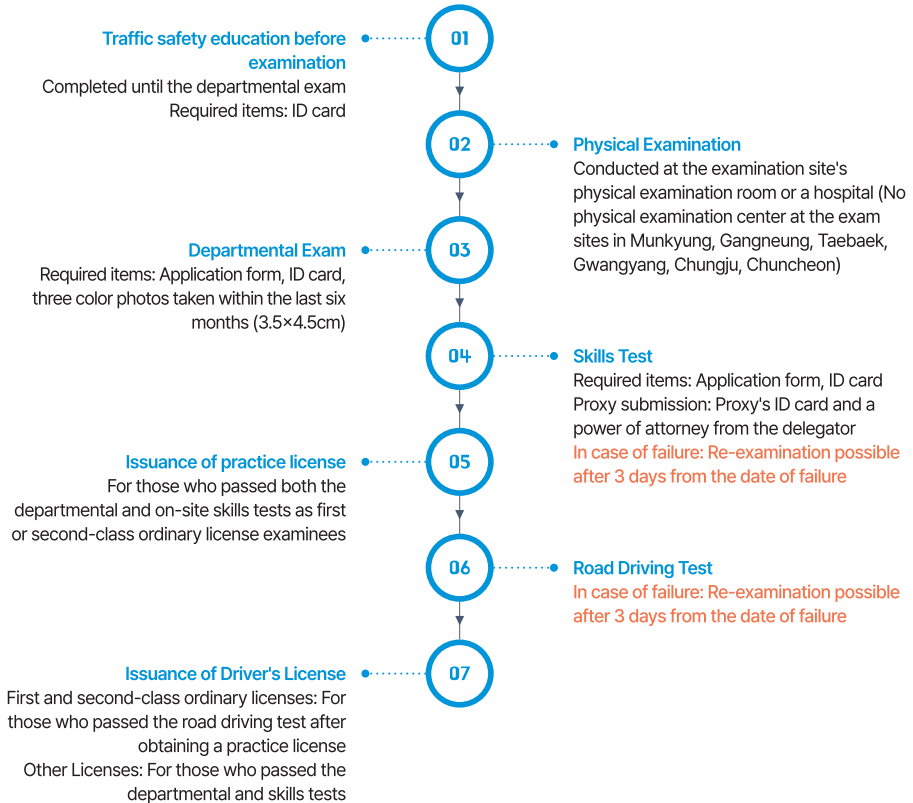 01
Traffic safety education before
examination
Completed until the departmental exam
Required items: ID card
02
Physical Examination
Conducted at the examination site's
physical examination room or a hospital (No
physical examination center at the exam
sites in Munkyung, Gangneung, Taebaek,
Gwangyang, Chungju, Chuncheon)
03
Departmental Exam
Required items: Application form, ID card,
three color photos taken within the last six
months (3.5×4.5cm)
04
Skills Test
Required items: Application form, ID card
Proxy submission: Proxy's ID card and a
power of attorney from the delegator
In case of failure: Re-examination possible
after 3 days from the date of failure
05
Issuance of practice license
For those who passed both the
departmental and on-site skills tests as first
or second-class ordinary license examinees
06
Road Driving Test
In case of failure: Re-examination possible
after 3 days from the date of failure
07
Issuance of Driver's License
First and second-class ordinary licenses: For
those who passed the road driving test after
obtaining a practice license
Other Licenses: For those who passed the
departmental and skills tests